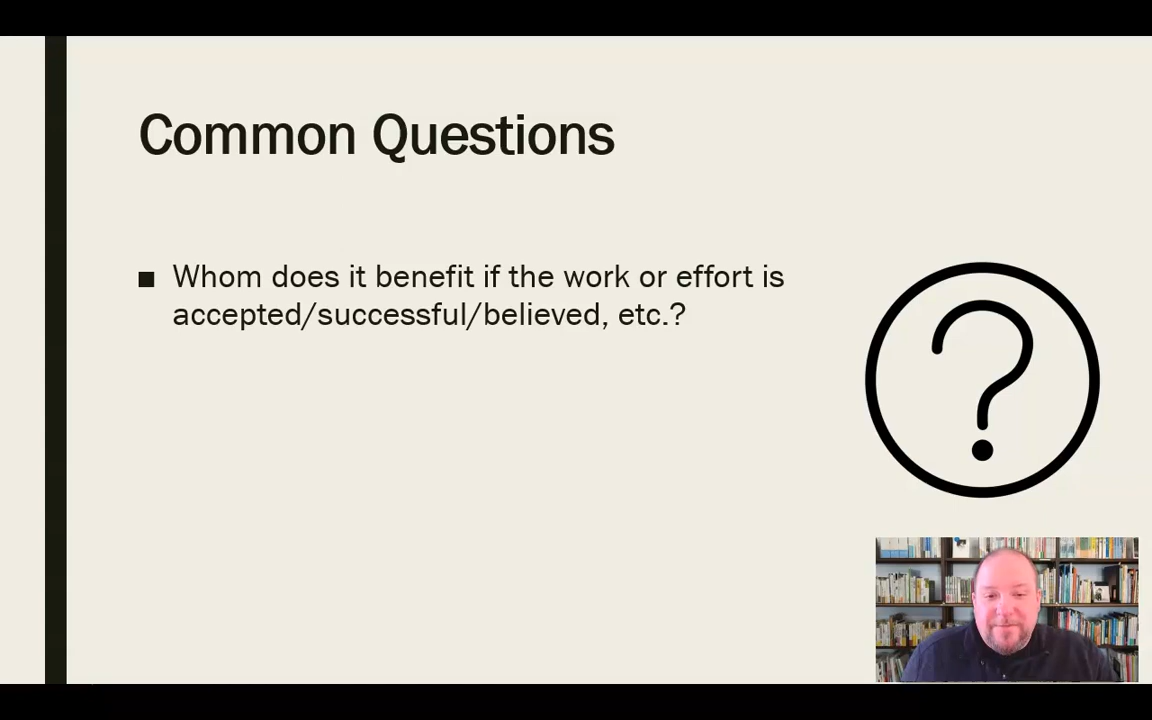 Common Questions
■ Whom does it benefit if the work or effort is
accepted/successful/believed, etc.?
?